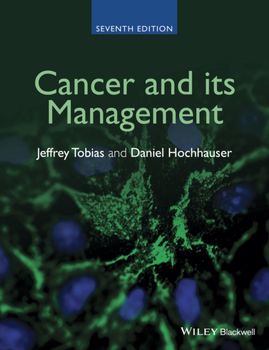 SEVENTH EDITION
Cancer and its
Management
Jeffrey Tobias and Daniel Hochhauser
WILEY Blackwell